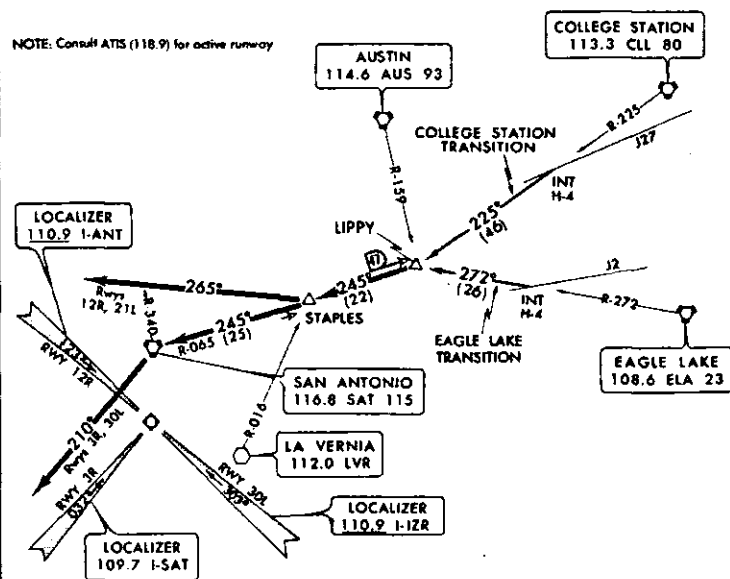 NOTE: Consult ATIS (118.9) for active runway
COLLEGE STATION
113.3 CLL 80
AUSTIN
114.6 AUS 93
R-225
J27
COLLEGE STATION
TRANSITION
R-159
INT
H-4
LOCALIZER
110.9 I-ANT
LIPPY
225°
(46)
47
265°
Rwys
12R, 21L
245°
(22)
272°
(26)
J2
INT
H-4
R-272
R-340
245°
R-065 (25)
STAPLES
EAGLE LAKE
TRANSITION
EAGLE LAKE
108.6 ELA 23
RWY 12R
SAN ANTONIO
116.8 SAT 115
210°
Rwys 3R, 30L
R-016
LA VERNIA
112.0 LVR
RWY 3R
032°
RWY 30L
303°
LOCALIZER
110.9 I-IZR
LOCALIZER
109.7 I-SAT